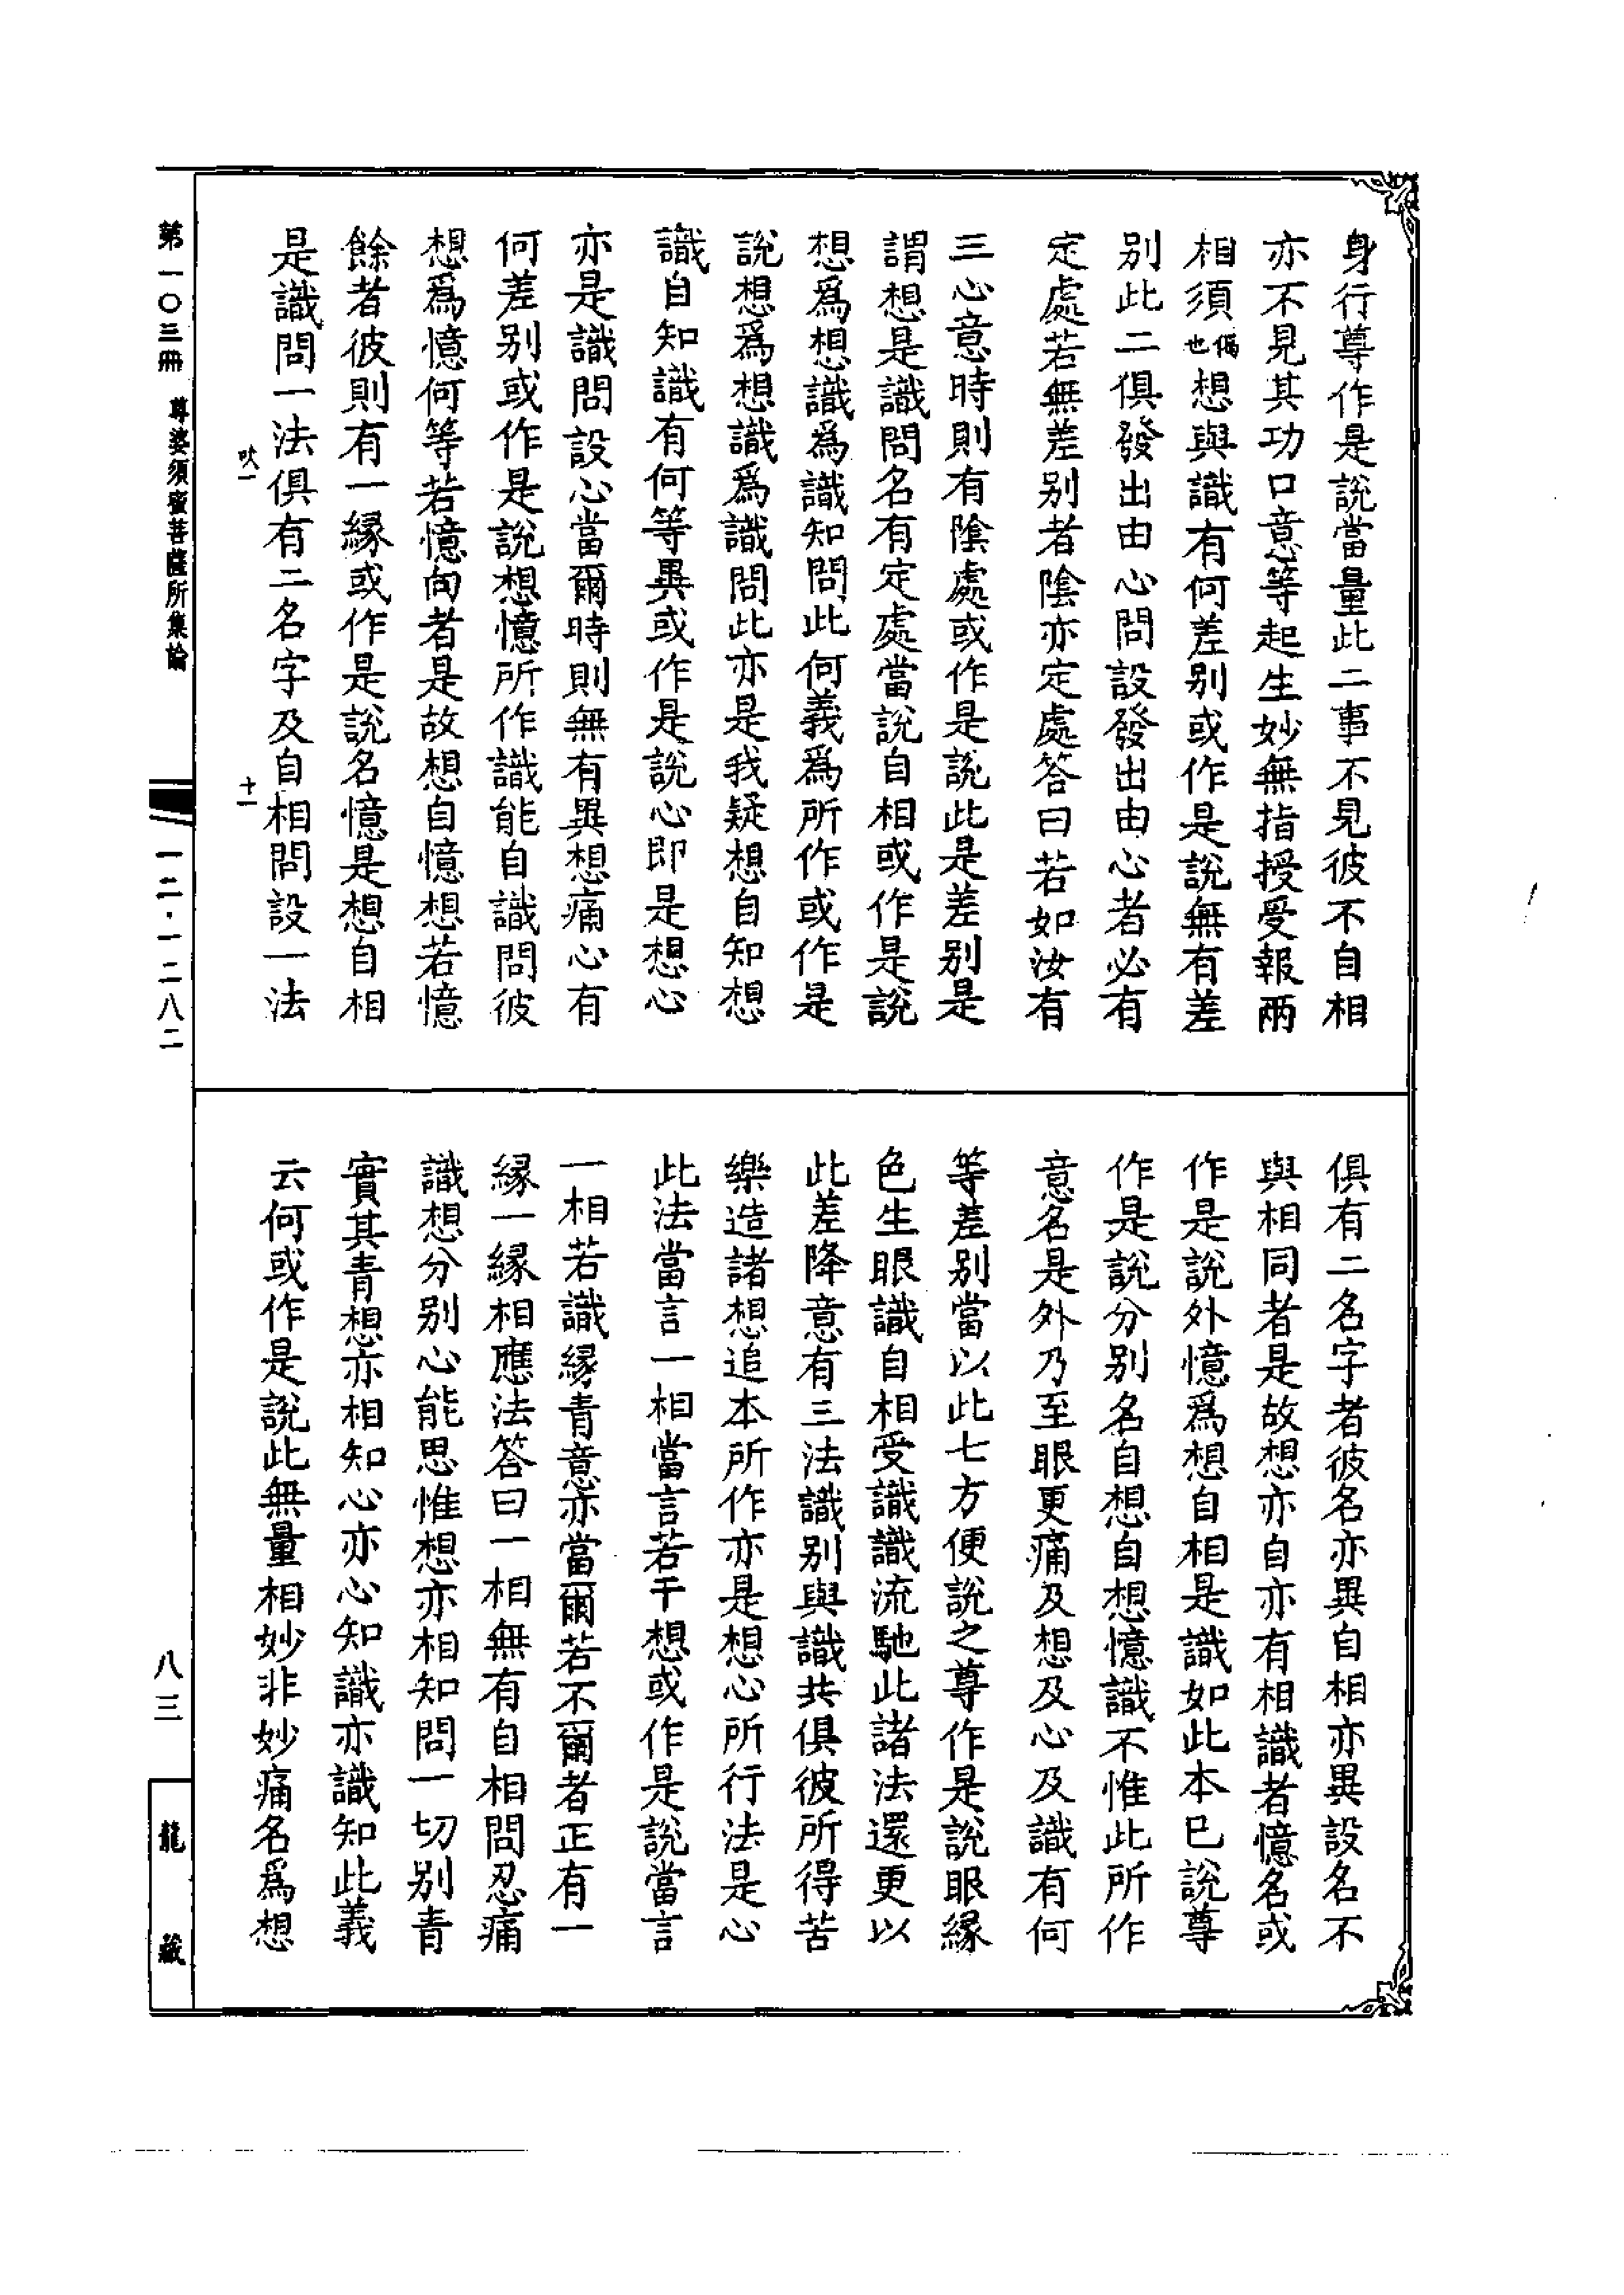 身行尊作是說當量此二事不見彼不自相
亦不見其功口意等起生妙無指授受報兩
相須偈也想與識有何差别或作是說無有差
别此二俱發出由心問設發出由心者必有
定處若無差别者陰亦定處答曰若如汝有
三心意時則有陰處或作是說此是差别是
謂想是識問名有定處當說自相或作是說
想爲想識爲識知問此何義爲所作或作是
說想爲想識爲識問此亦是我疑想自知想
識自知識有何等異或作是說心即是想心
亦是識問設心當爾時則無有異想痛心有
何差别或作是說想憶所作識能自識問彼
想爲憶何等若憶向者是故想自憶想若憶
餘者彼則有一緣或作是說名憶是想自相
是識問一法俱有二名字及自相問設一法
俱有二名字者彼名亦異自相亦異設名不
與相同者是故想亦自亦有相識者憶名或
作是說外憶爲想自相是識如此本已說尊
作是說分别名自想自想憶識不惟此所作
意名是外乃至眼更痛及想及心及識有何
等差别當以此七方便說之尊作是說眼緣
色生眼識自相受識識流馳此諸法還更以
此差降意有三法識别與識共俱彼所得苦
樂造諸想追本所作亦是想心所行法是心
此法當言一相當言若干想或作是說當言
一相若識緣青意亦當爾若不爾者正有一
緣一緣相應法答曰一相無有自相問忍痛
識想分别心能思惟想亦相知問一切别青
實其青想亦相知心亦心知識亦識知此義
云何或作是說此無量相妙非妙痛名爲想
吠一
十一
第一〇三冊
尊婆須蜜菩薩所集論
一二·一二八二
八三
龍藏